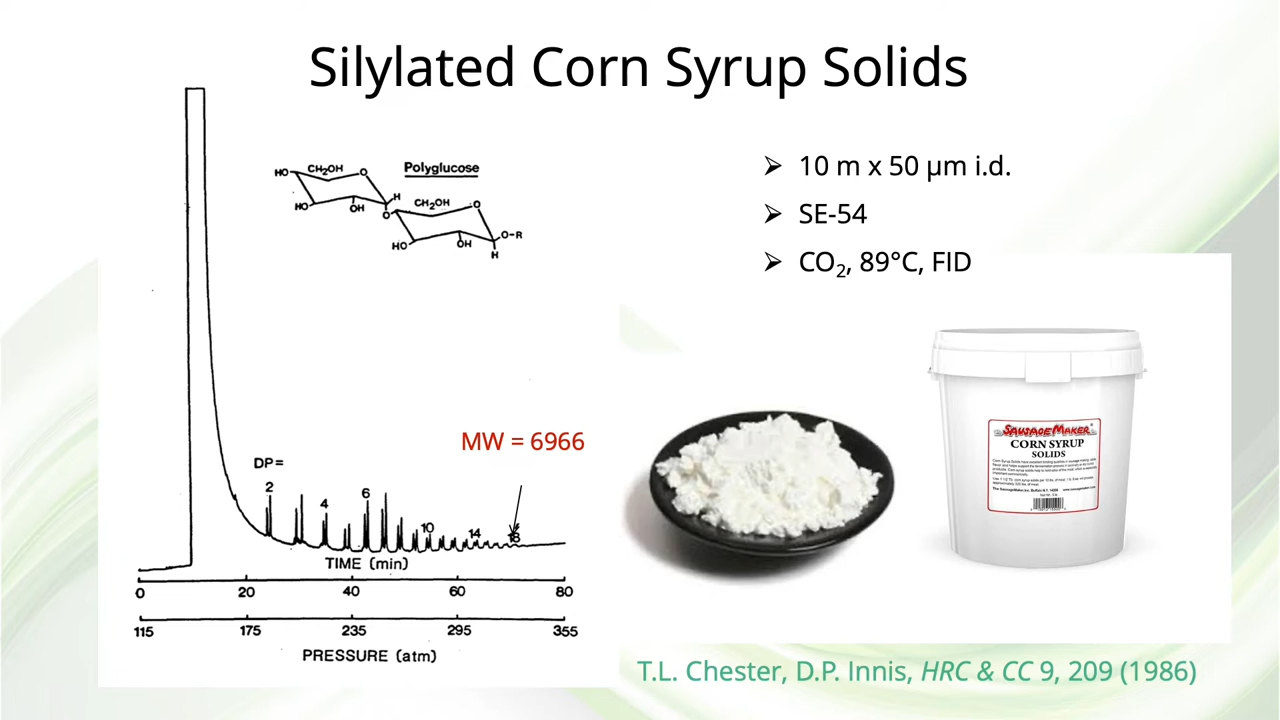 Silylated Corn Syrup Solids
Polyglucose
HO
CH₂OH
O
H
HO
OH
O
CH₂OH
O
O-R
HO
OH
H
10 m x 50 µm i.d.
SE-54
CO₂, 89°C, FID
MW = 6966
DP=
2
4
6
10
14
18
TIME (min)
0 20 40 60 80
115 175 235 295 355
PRESSURE (atm)
SAUSAGEMAKER
CORN SYRUP
SOLIDS
T.L. Chester, D.P. Innis, HRC & CC 9, 209 (1986)